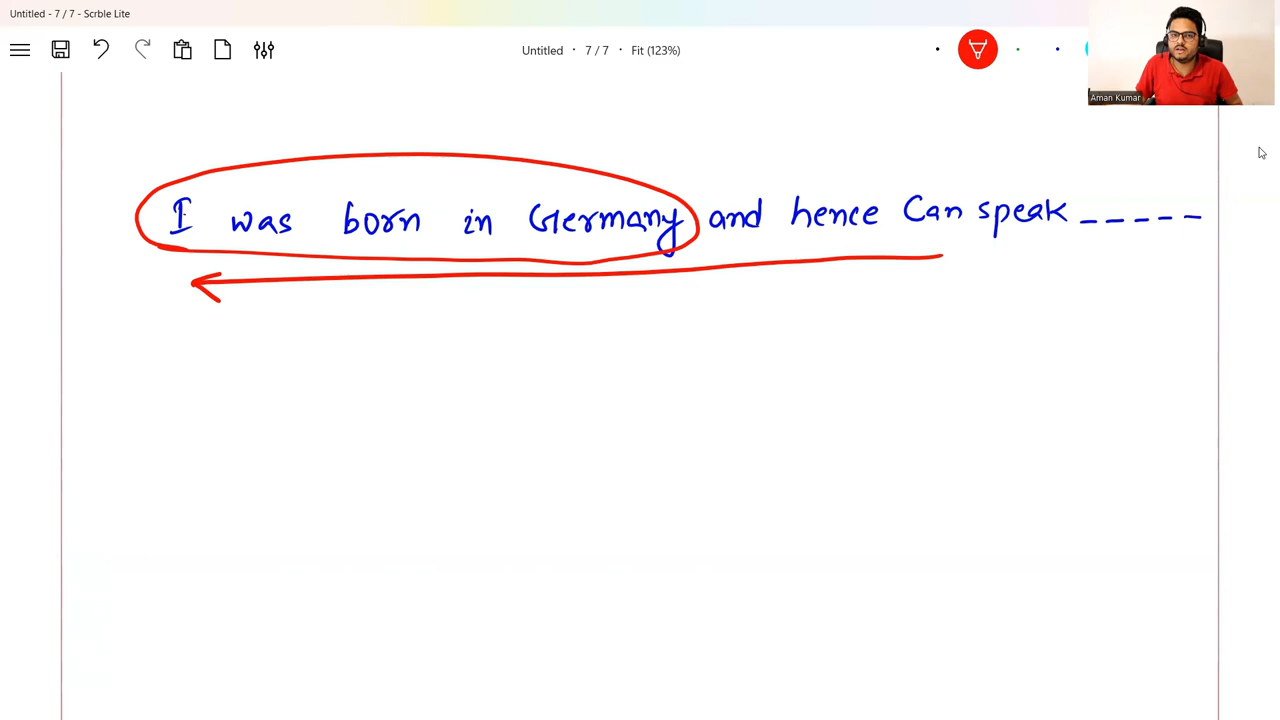 Untitled - 7 / 7 - Scrble Lite
Untitled · 7 / 7 · Fit (123%)
Aman Kumar
I was born in Germany and hence Can speak _ _ _ _ _